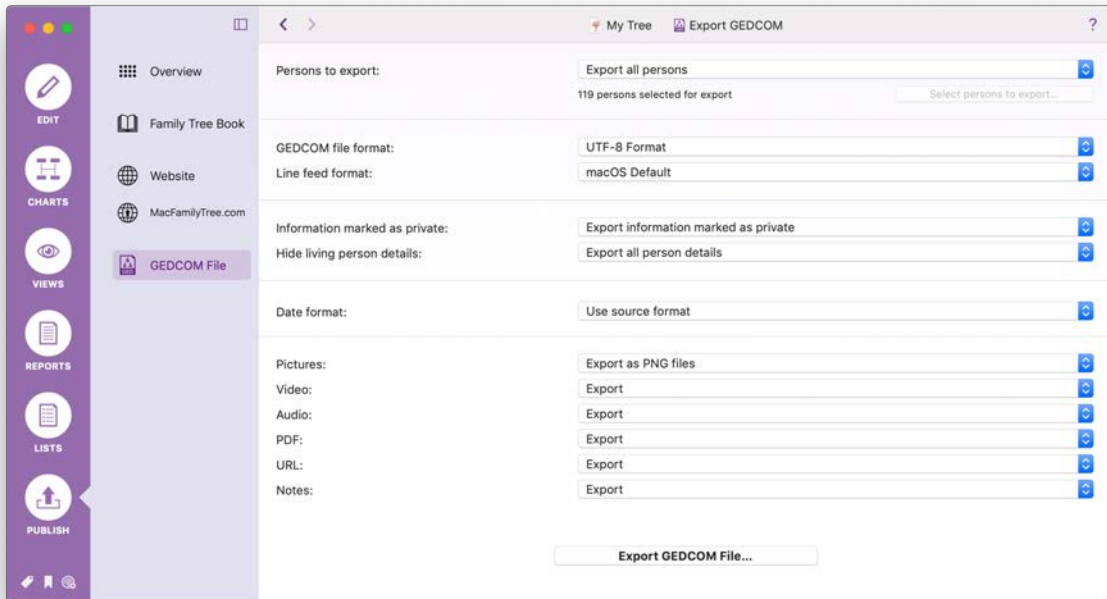 My Tree Export GEDCOM ?
EDIT
CHARTS
VIEWS
REPORTS
LISTS
PUBLISH
Overview
Family Tree Book
Website
MacFamilyTree.com
GEDCOM File
Persons to export: Export all persons
119 persons selected for export Select persons to export...
GEDCOM file format: UTF-8 Format
Line feed format: macOS Default
Information marked as private: Export information marked as private
Hide living person details: Export all person details
Date format: Use source format
Pictures: Export as PNG files
Video: Export
Audio: Export
PDF: Export
URL: Export
Notes: Export
Export GEDCOM File...